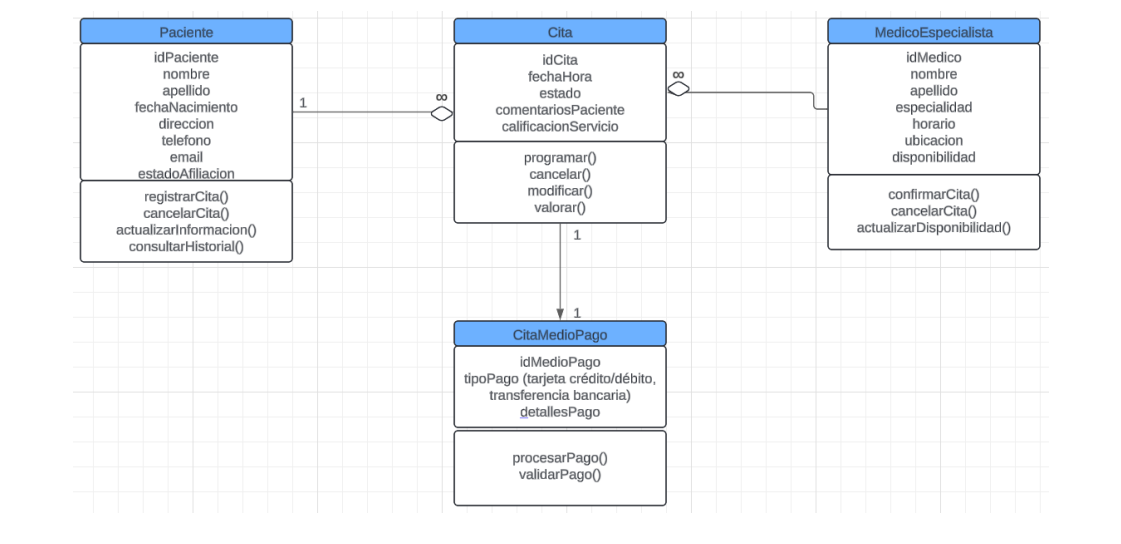 Paciente
idPaciente
nombre
apellido
fechaNacimiento
direccion
telefono
email
estadoAfiliacion
registrarCita()
cancelarCita()
actualizarInformacion()
consultarHistorial()
1
∞
Cita
idCita
fechaHora
estado
comentariosPaciente
calificacionServicio
programar()
cancelar()
modificar()
valorar()
∞
MedicoEspecialista
idMedico
nombre
apellido
especialidad
horario
ubicacion
disponibilidad
confirmarCita()
cancelarCita()
actualizarDisponibilidad()
1
1
CitaMedioPago
idMedioPago
tipoPago (tarjeta crédito/débito,
transferencia bancaria)
detallesPago
procesarPago()
validarPago()